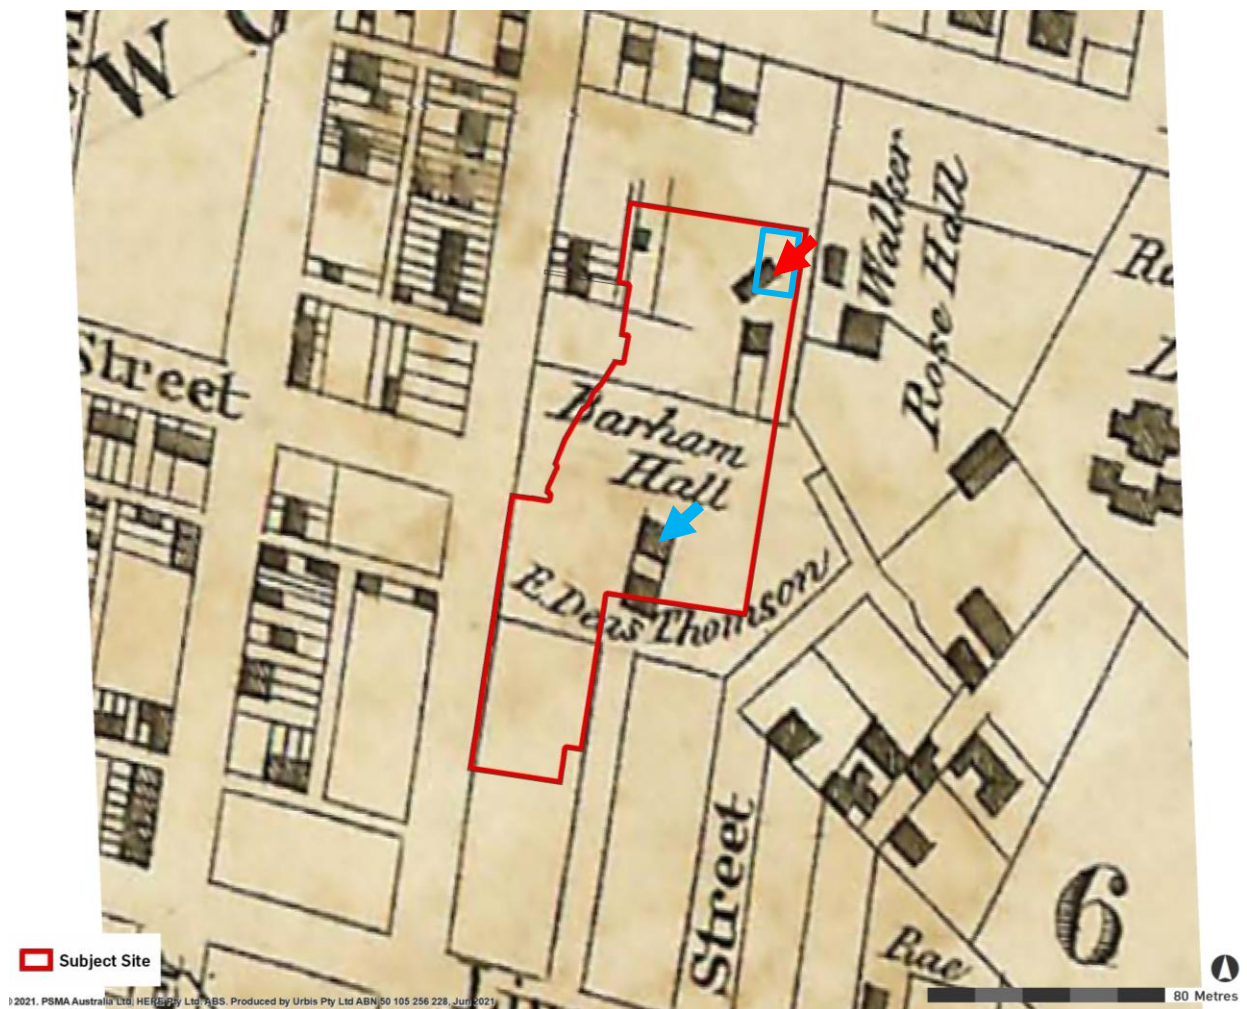 W
Street
Walker
Rose Hall
Barham
Hall
E. Deas Thomson
Street
6
Rae
Subject Site
2021. PSMA Australia Ltd, HERE Pty Ltd, ABS. Produced by Urbis Pty Ltd ABN 50 105 256 228, Jun 2021
80 Metres